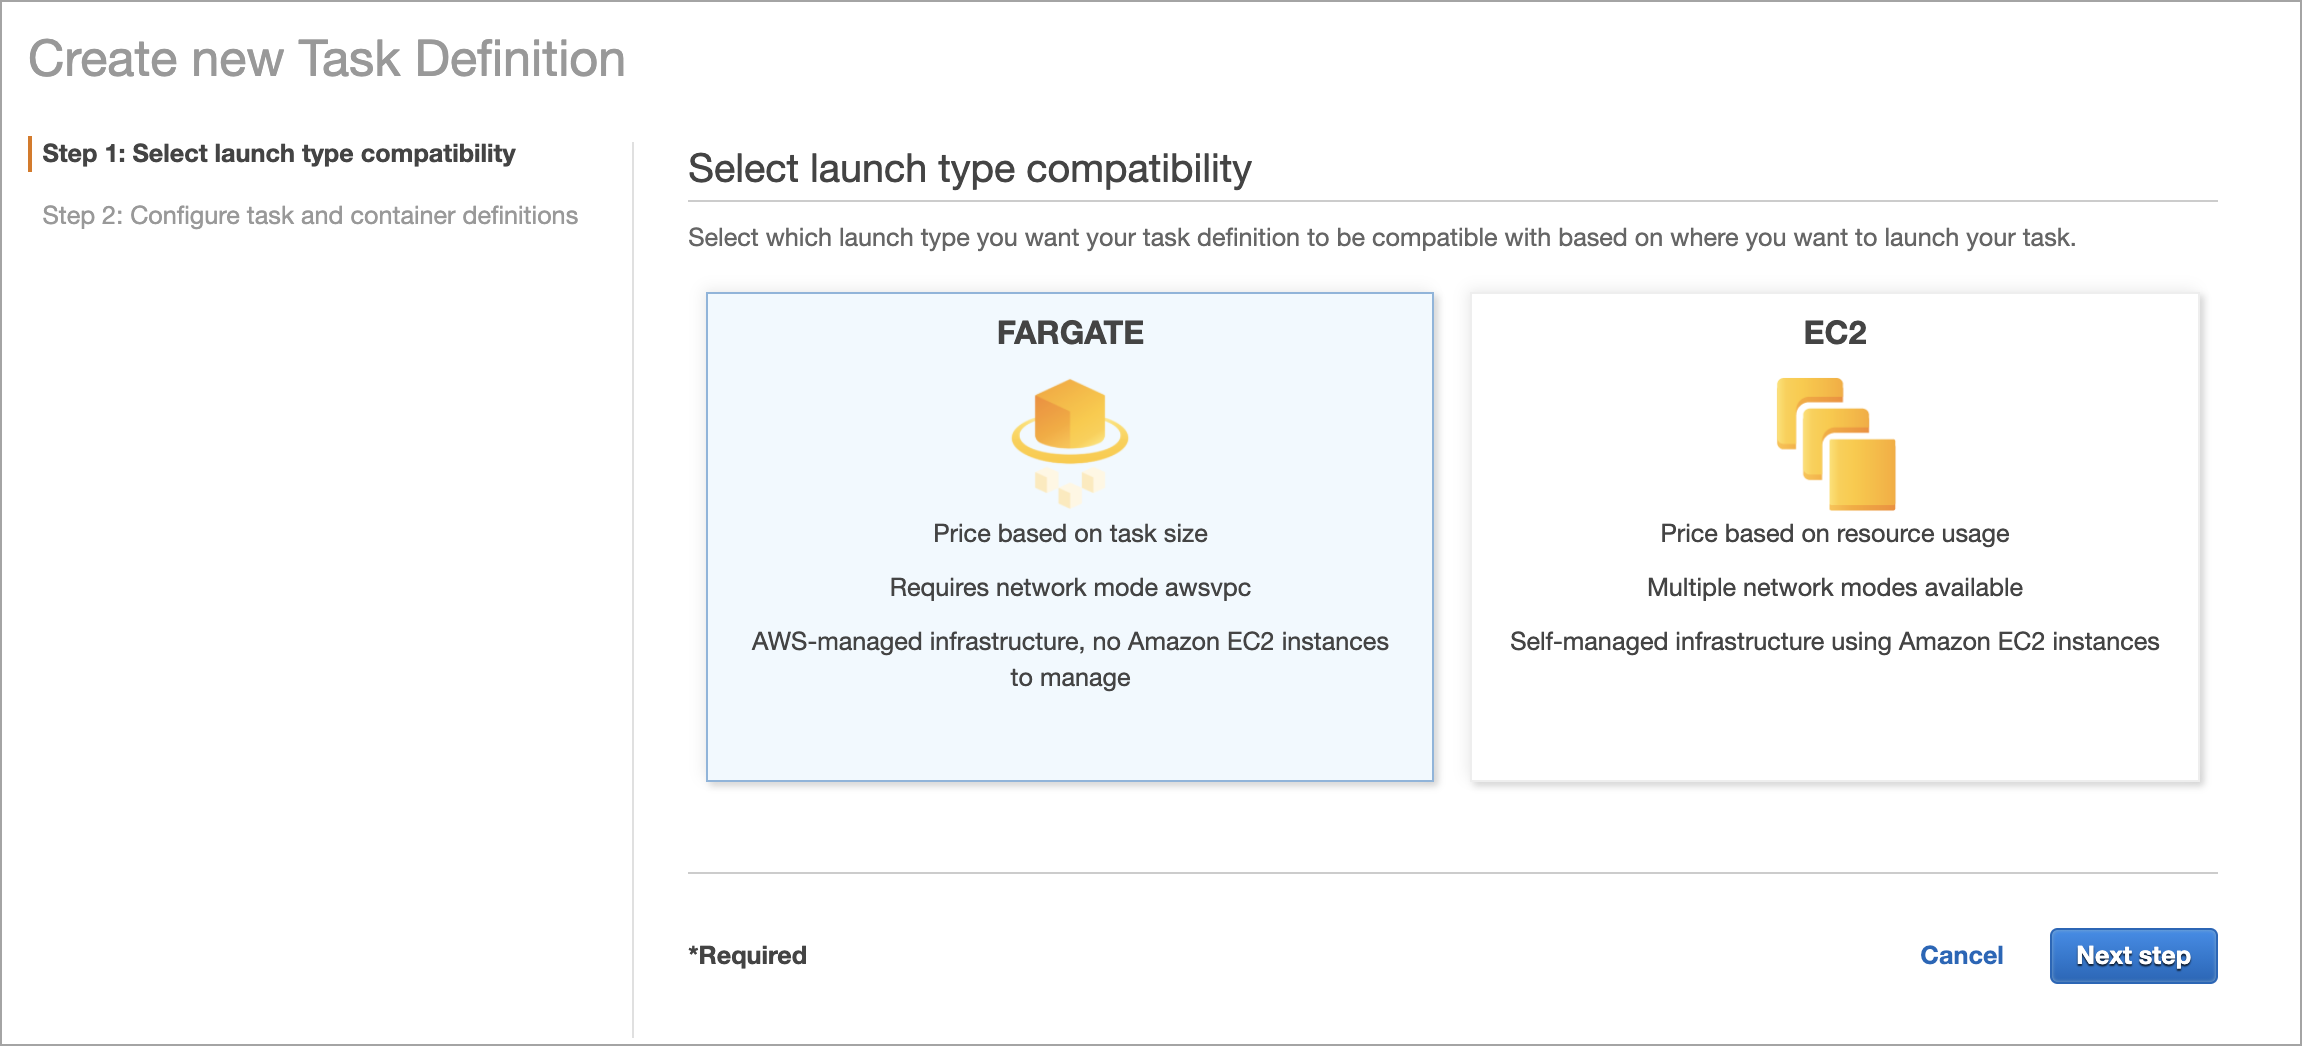 Create new Task Definition
Step 1: Select launch type compatibility
Step 2: Configure task and container definitions
Select launch type compatibility
Select which launch type you want your task definition to be compatible with based on where you want to launch your task.
FARGATE
Price based on task size
Requires network mode awsvpc
AWS-managed infrastructure, no Amazon EC2 instances
to manage
EC2
Price based on resource usage
Multiple network modes available
Self-managed infrastructure using Amazon EC2 instances
*Required
Cancel
Next step